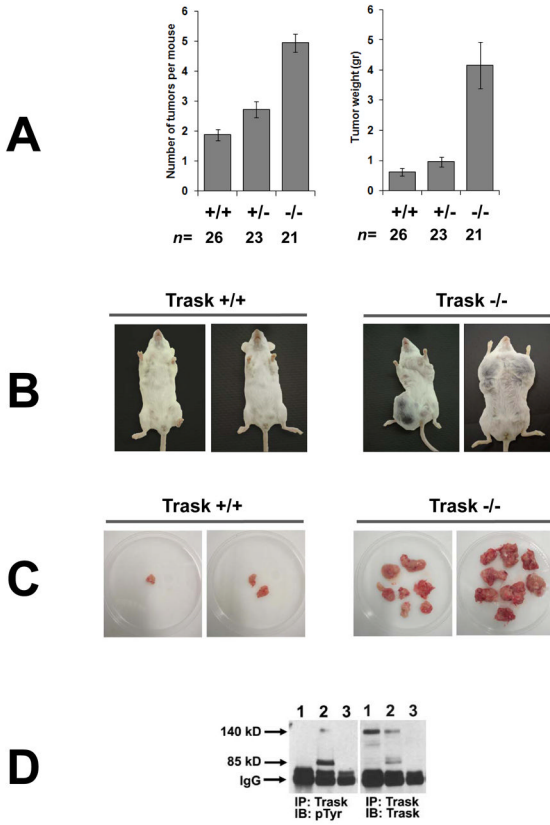 A
Number of tumors per mouse
6
5
4
3
2
1
0
+/+ +/- -/-
n= 26 23 21
Tumor weight (gr)
6
5
4
3
2
1
0
+/+ +/- -/-
n= 26 23 21
B
Trask +/+
Trask -/-
C
Trask +/+
Trask -/-
D
1 2 3 1 2 3
140 kD
85 kD
IgG
IP: Trask
IB: pTyr
IP: Trask
IB: Trask